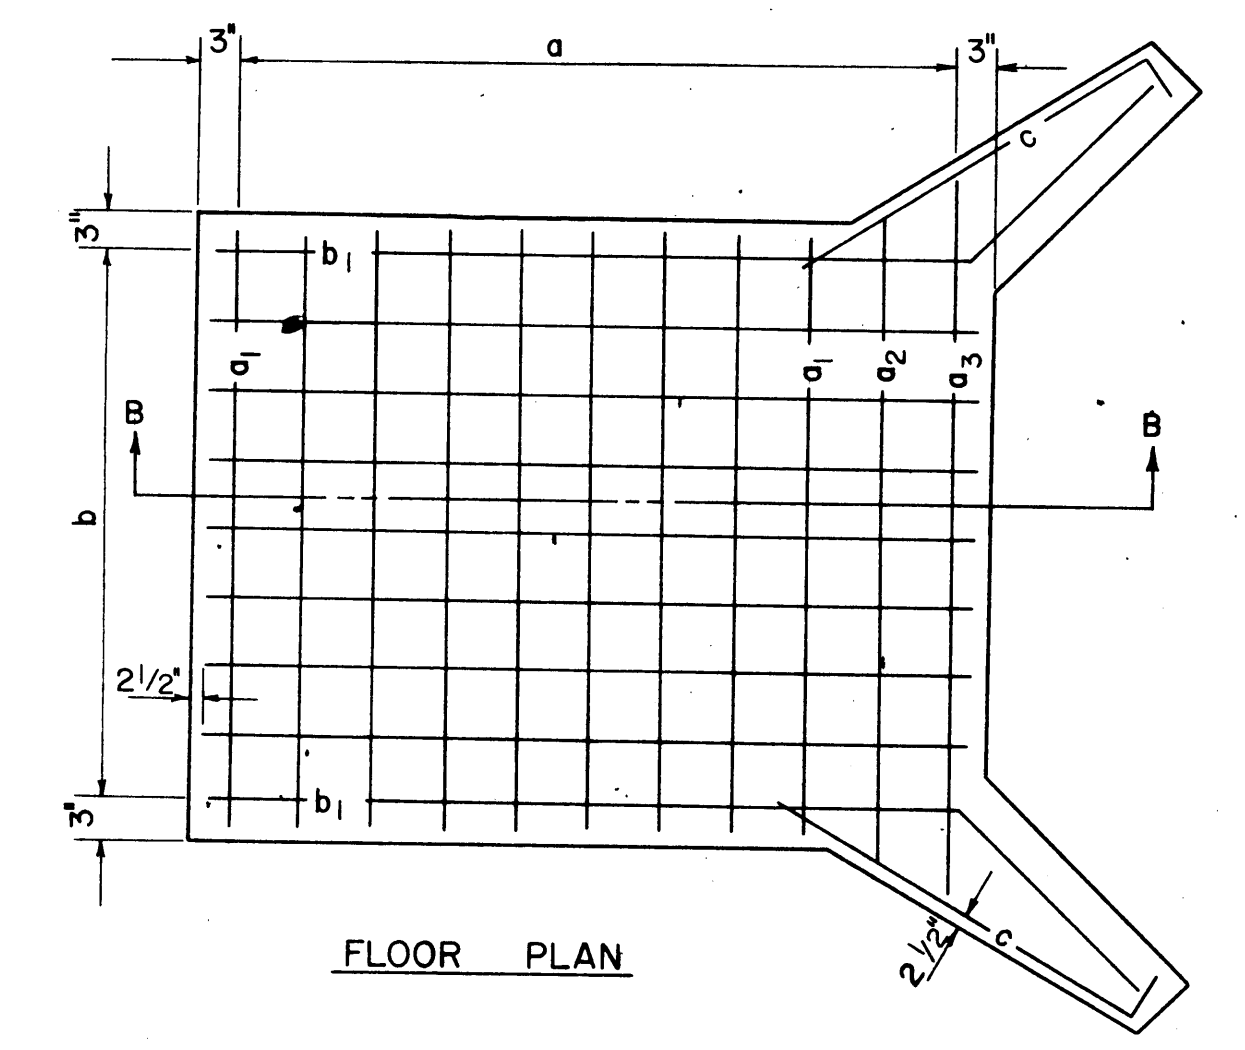 3" a 3"
c
3"
b1
a1 a1 a2 a3
B B
b
2 1/2"
3" b1
2 1/2" c
FLOOR PLAN